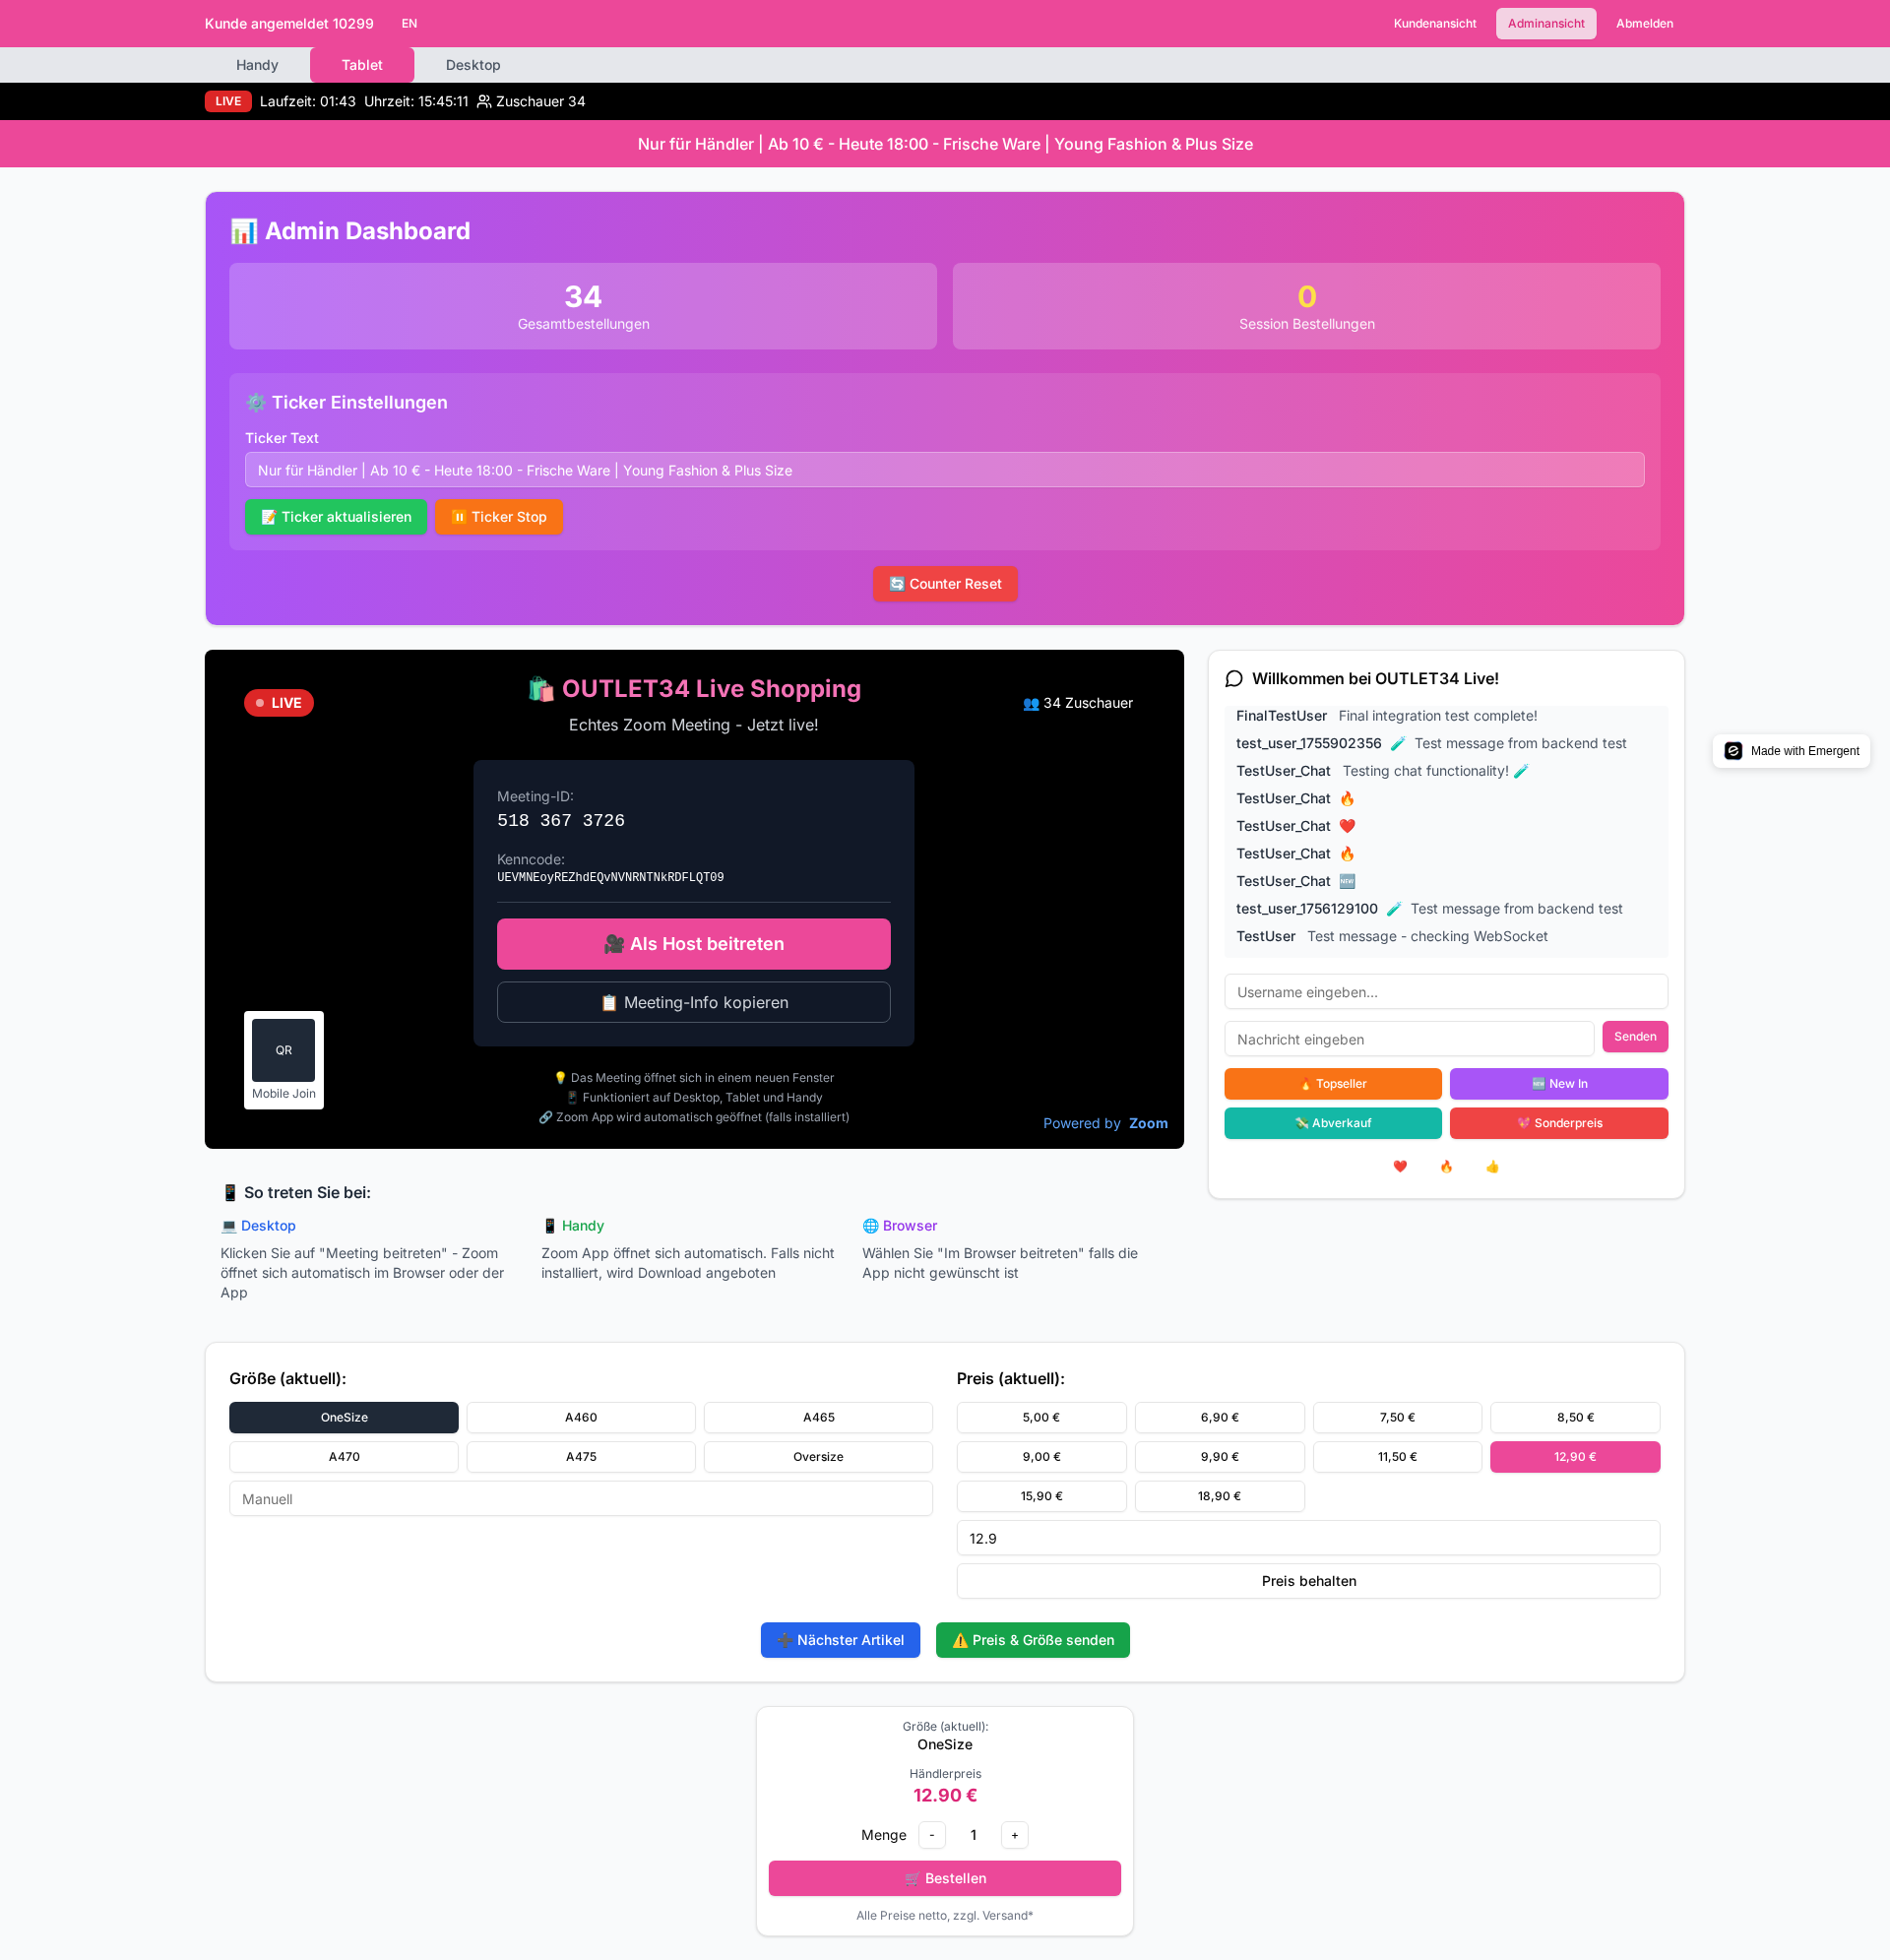 Kunde angemeldet 10299 EN Kundenansicht Adminansicht Abmelden
Handy Tablet Desktop
LIVE Laufzeit: 01:43 Uhrzeit: 15:45:11 Zuschauer 34
Nur für Händler | Ab 10 € - Heute 18:00 - Frische Ware | Young Fashion & Plus Size
📊 Admin Dashboard
34
Gesamtbestellungen
0
Session Bestellungen
⚙️ Ticker Einstellungen
Ticker Text
Nur für Händler | Ab 10 € - Heute 18:00 - Frische Ware | Young Fashion & Plus Size
📝 Ticker aktualisieren ⏸️ Ticker Stop
🔄 Counter Reset
LIVE
🛍️ OUTLET34 Live Shopping
Echtes Zoom Meeting - Jetzt live!
👥 34 Zuschauer
Meeting-ID:
518 367 3726
Kenncode:
UEVMNEoyREZhdEQvNVNRNTNkRDFLQT09
🎥 Als Host beitreten
📋 Meeting-Info kopieren
QR
Mobile Join
💡 Das Meeting öffnet sich in einem neuen Fenster
📱 Funktioniert auf Desktop, Tablet und Handy
🔗 Zoom App wird automatisch geöffnet (falls installiert)
Powered by Zoom
Willkommen bei OUTLET34 Live!
FinalTestUser Final integration test complete!
test_user_1755902356 🧪 Test message from backend test
TestUser_Chat Testing chat functionality! 🧪
TestUser_Chat 🔥
TestUser_Chat ❤️
TestUser_Chat 🔥
TestUser_Chat 🆕
test_user_1756129100 🧪 Test message from backend test
TestUser Test message - checking WebSocket
Username eingeben...
Nachricht eingeben Senden
🔥 Topseller 🆕 New In
💸 Abverkauf 💖 Sonderpreis
❤️ 🔥 👍
Made with Emergent
📱 So treten Sie bei:
💻 Desktop
Klicken Sie auf "Meeting beitreten" - Zoom
öffnet sich automatisch im Browser oder der
App
📱 Handy
Zoom App öffnet sich automatisch. Falls nicht
installiert, wird Download angeboten
🌐 Browser
Wählen Sie "Im Browser beitreten" falls die
App nicht gewünscht ist
Größe (aktuell):
OneSize A460 A465
A470 A475 Oversize
Manuell
Preis (aktuell):
5,00 € 6,90 € 7,50 € 8,50 €
9,00 € 9,90 € 11,50 € 12,90 €
15,90 € 18,90 €
12.9
Preis behalten
➕ Nächster Artikel ⚠️ Preis & Größe senden
Größe (aktuell):
OneSize
Händlerpreis
12.90 €
Menge - 1 +
🛒 Bestellen
Alle Preise netto, zzgl. Versand*